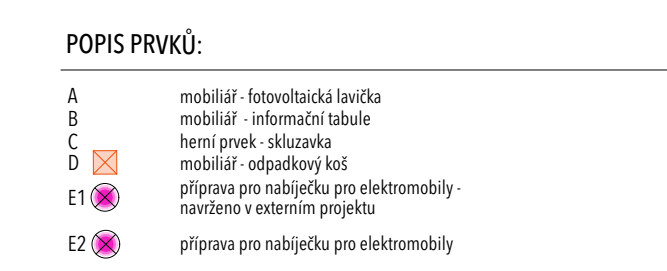 POPIS PRVKŮ:
A mobiliář - fotovoltaická lavička
B mobiliář - informační tabule
C herní prvek - skluzavka
D mobiliář - odpadkový koš
E1 příprava pro nabíječku pro elektromobily -
navrženo v externím projektu
E2 příprava pro nabíječku pro elektromobily